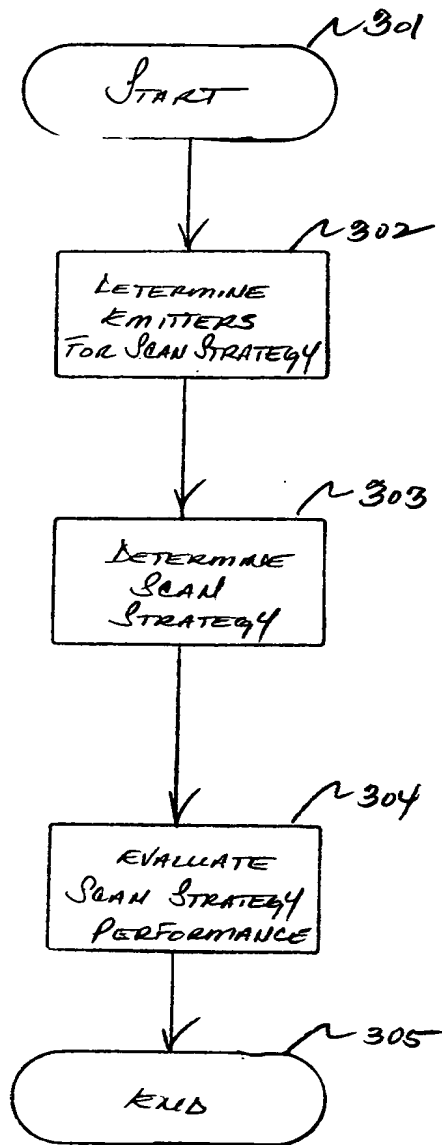 301
START
302
DETERMINE
EMITTERS
FOR SCAN STRATEGY
303
DETERMINE
SCAN
STRATEGY
304
EVALUATE
SCAN STRATEGY
PERFORMANCE
305
END